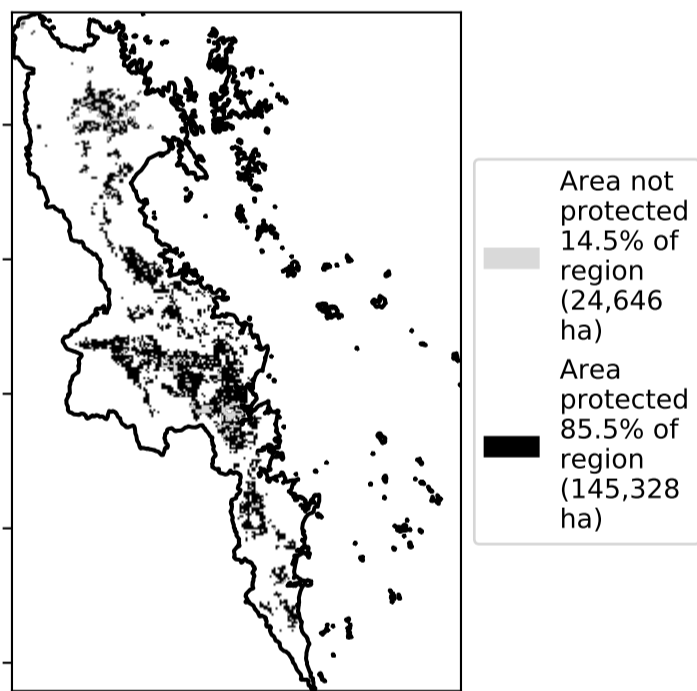 Area not
protected
14.5% of
region
(24,646
ha)
Area
protected
85.5% of
region
(145,328
ha)